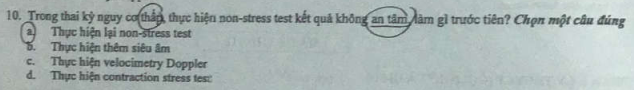 10. Trong thai kỳ nguy cơ thấp, thực hiện non-stress test kết quả không an tâm, làm gì trước tiên? Chọn một câu đúng
a. Thực hiện lại non-stress test
b. Thực hiện thêm siêu âm
c. Thực hiện velocimetry Doppler
d. Thực hiện contraction stress test